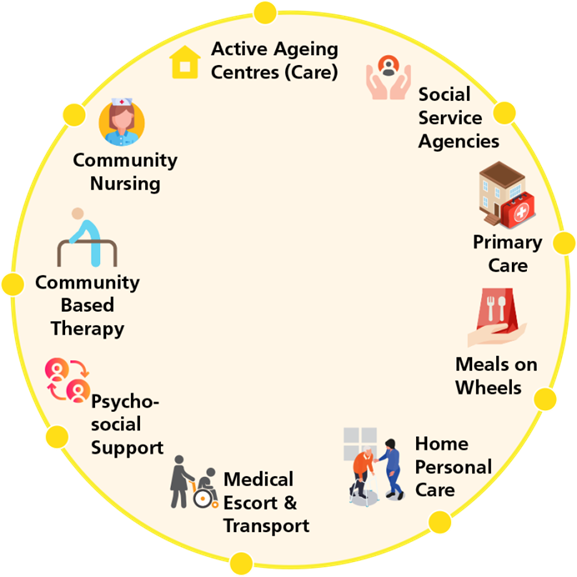 Active Ageing
Centres (Care)
Social
Service
Agencies
Primary
Care
Meals on
Wheels
Home
Personal
Care
Medical
Escort &
Transport
Psycho-
social
Support
Community
Based
Therapy
Community
Nursing